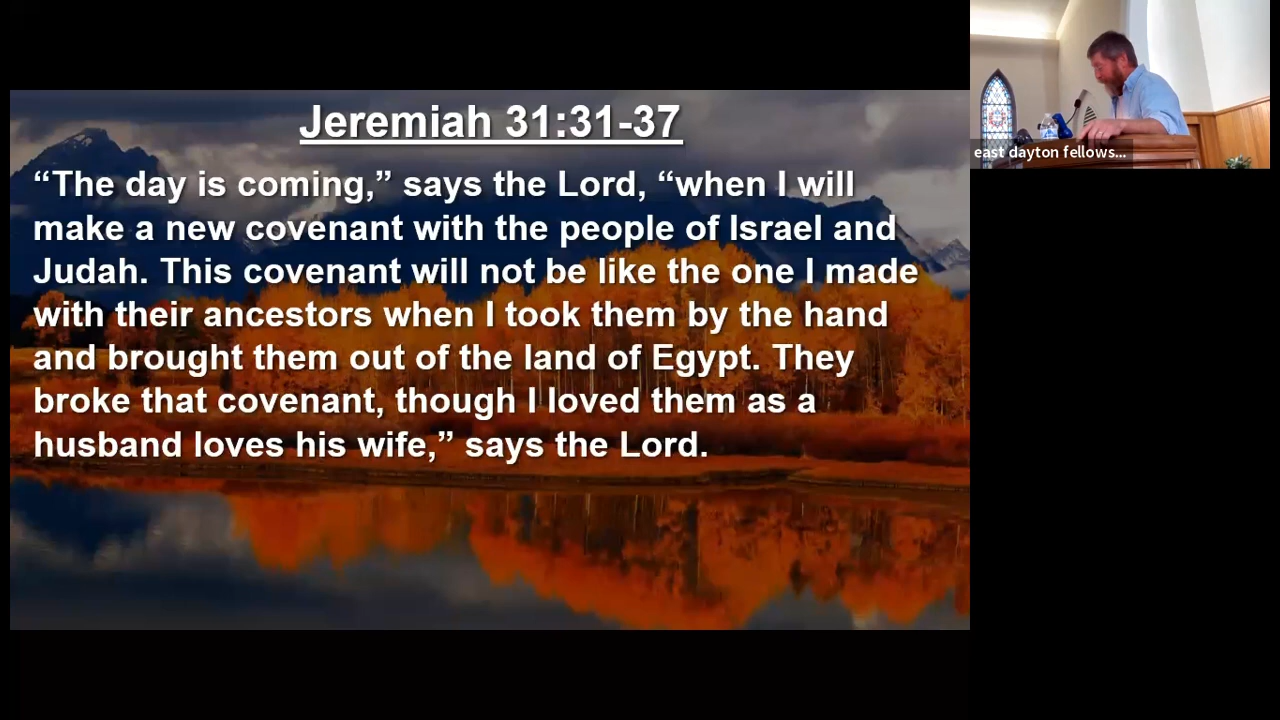 Jeremiah 31:31-37
“The day is coming,” says the Lord, “when I will
make a new covenant with the people of Israel and
Judah. This covenant will not be like the one I made
with their ancestors when I took them by the hand
and brought them out of the land of Egypt. They
broke that covenant, though I loved them as a
husband loves his wife,” says the Lord.
east dayton fellows...